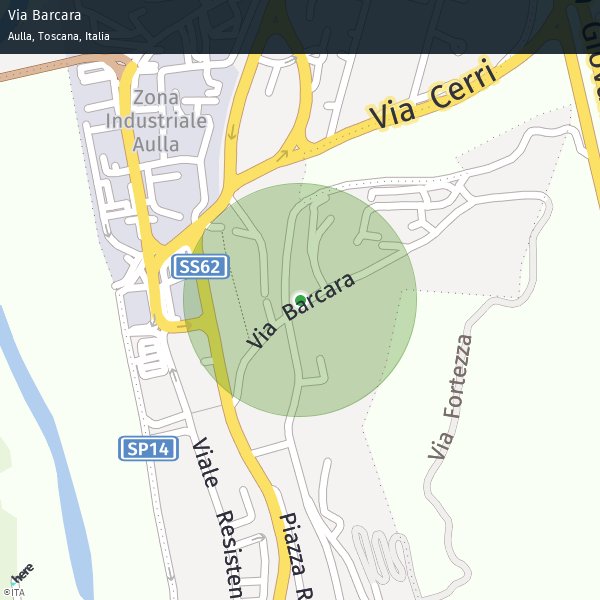 Via Barcara
Aulla, Toscana, Italia
Via Cerri
Zona
Industriale
Aulla
SS62
Via Barcara
Via Fortezza
SP14
Viale Resisten
Piazza R
here
©ITA